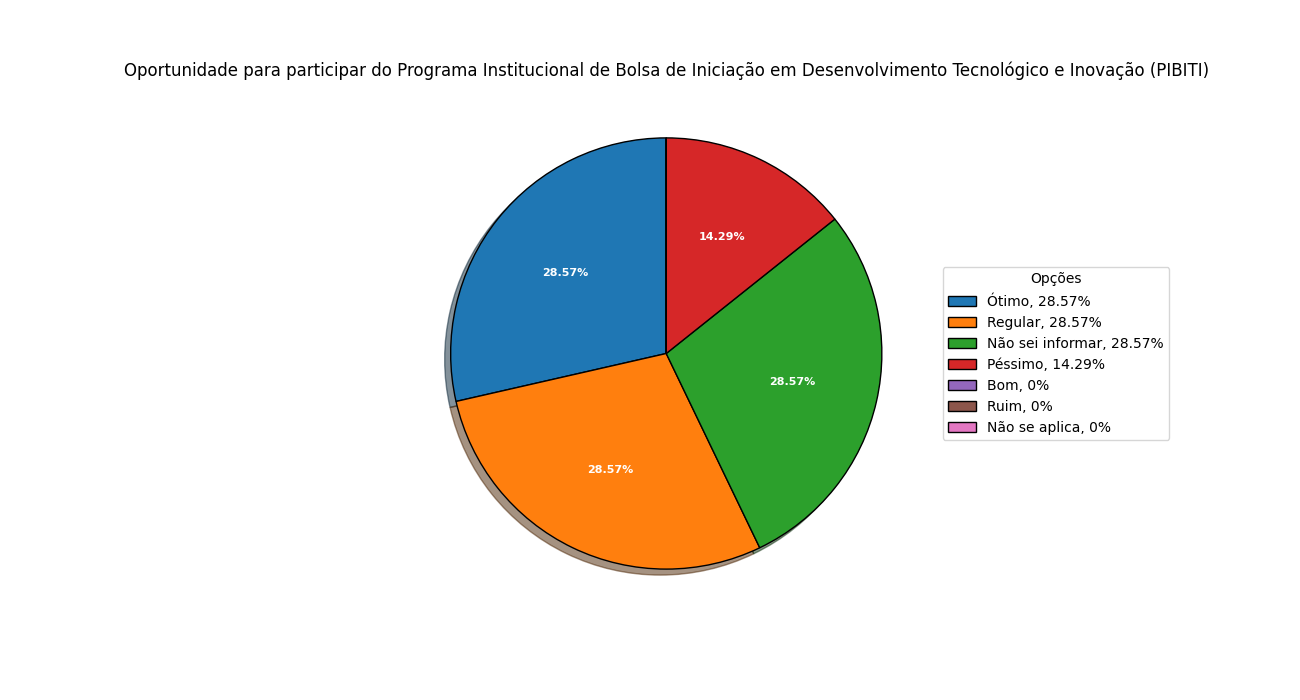 Oportunidade para participar do Programa Institucional de Bolsa de Iniciação em Desenvolvimento Tecnológico e Inovação (PIBITI)
14.29%
28.57%
28.57%
28.57%
Opções
Ótimo, 28.57%
Regular, 28.57%
Não sei informar, 28.57%
Péssimo, 14.29%
Bom, 0%
Ruim, 0%
Não se aplica, 0%